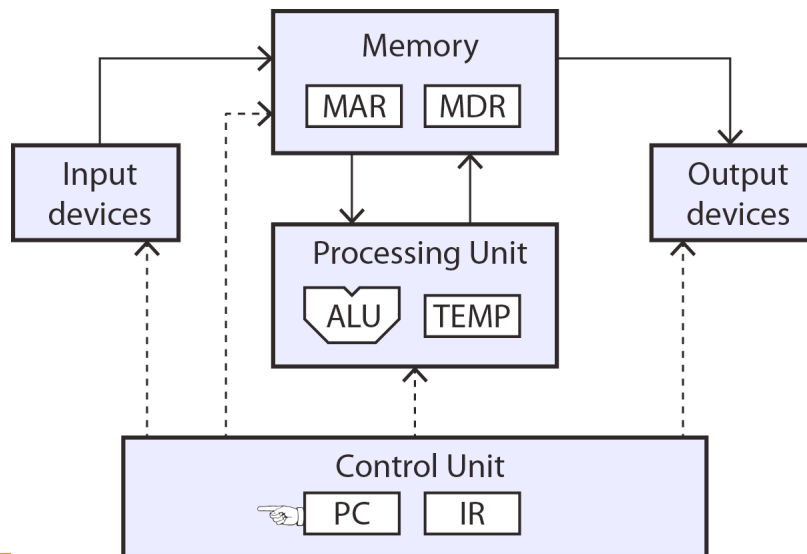 Memory
MAR
MDR
Input
devices
Output
devices
Processing Unit
ALU
TEMP
Control Unit
PC
IR